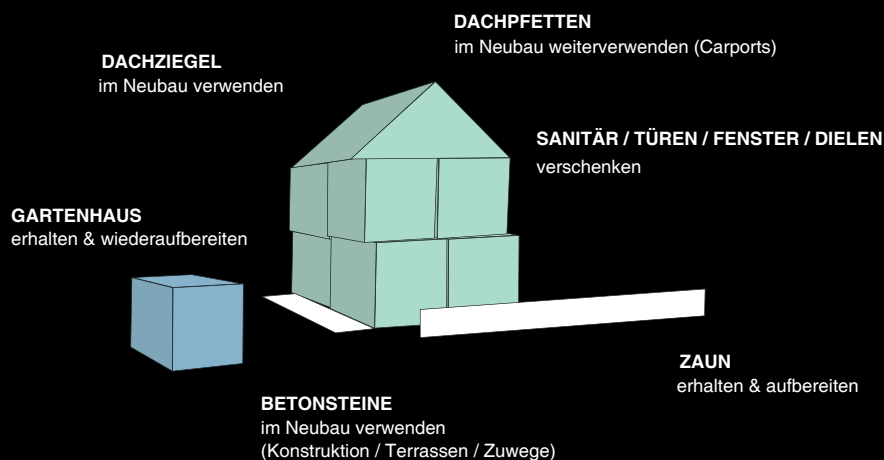 DACHPFETTEN
im Neubau weiterverwenden (Carports)
DACHZIEGEL
im Neubau verwenden
SANITÄR / TÜREN / FENSTER / DIELEN
verschenken
GARTENHAUS
erhalten & wiederaufbereiten
ZAUN
erhalten & aufbereiten
BETONSTEINE
im Neubau verwenden
(Konstruktion / Terrassen / Zuwege)